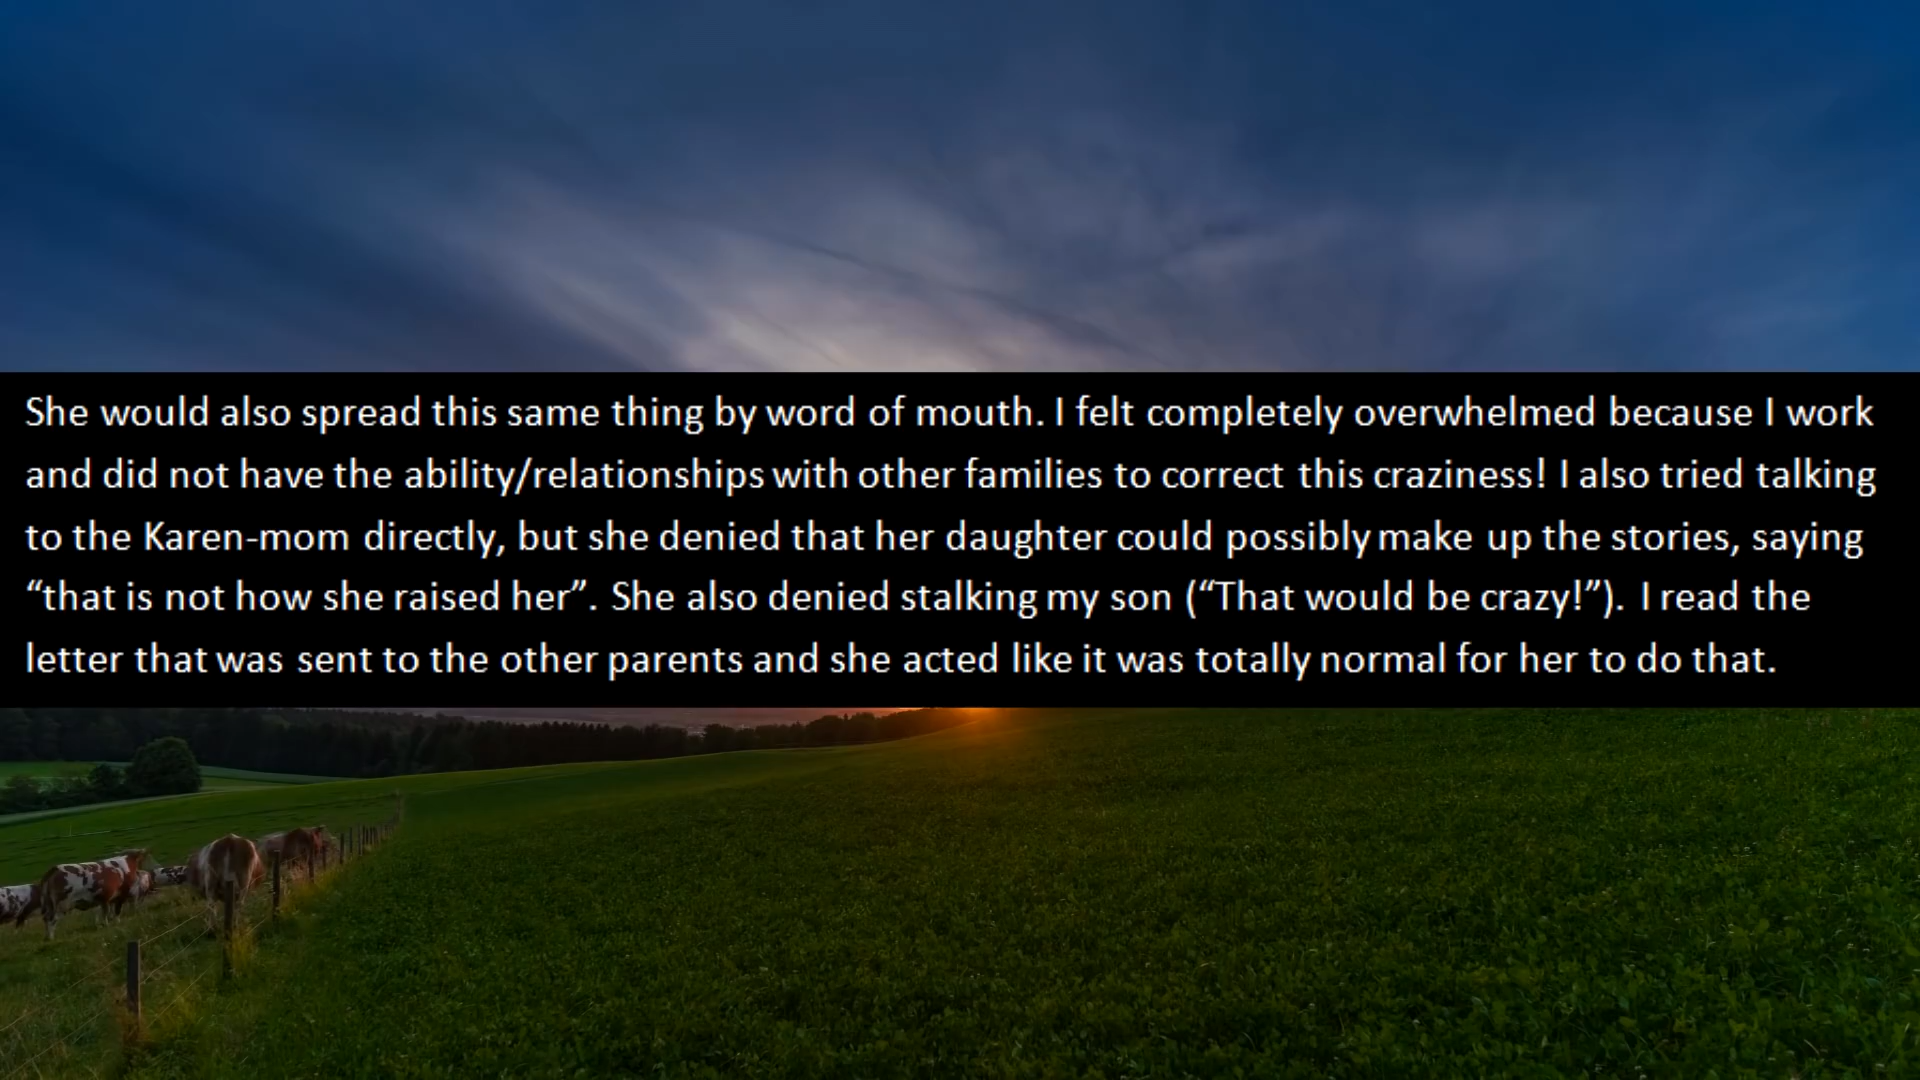 She would also spread this same thing by word of mouth. I felt completely overwhelmed because I work
and did not have the ability/relationships with other families to correct this craziness! I also tried talking
to the Karen-mom directly, but she denied that her daughter could possibly make up the stories, saying
“that is not how she raised her”. She also denied stalking my son (“That would be crazy!”). I read the
letter that was sent to the other parents and she acted like it was totally normal for her to do that.